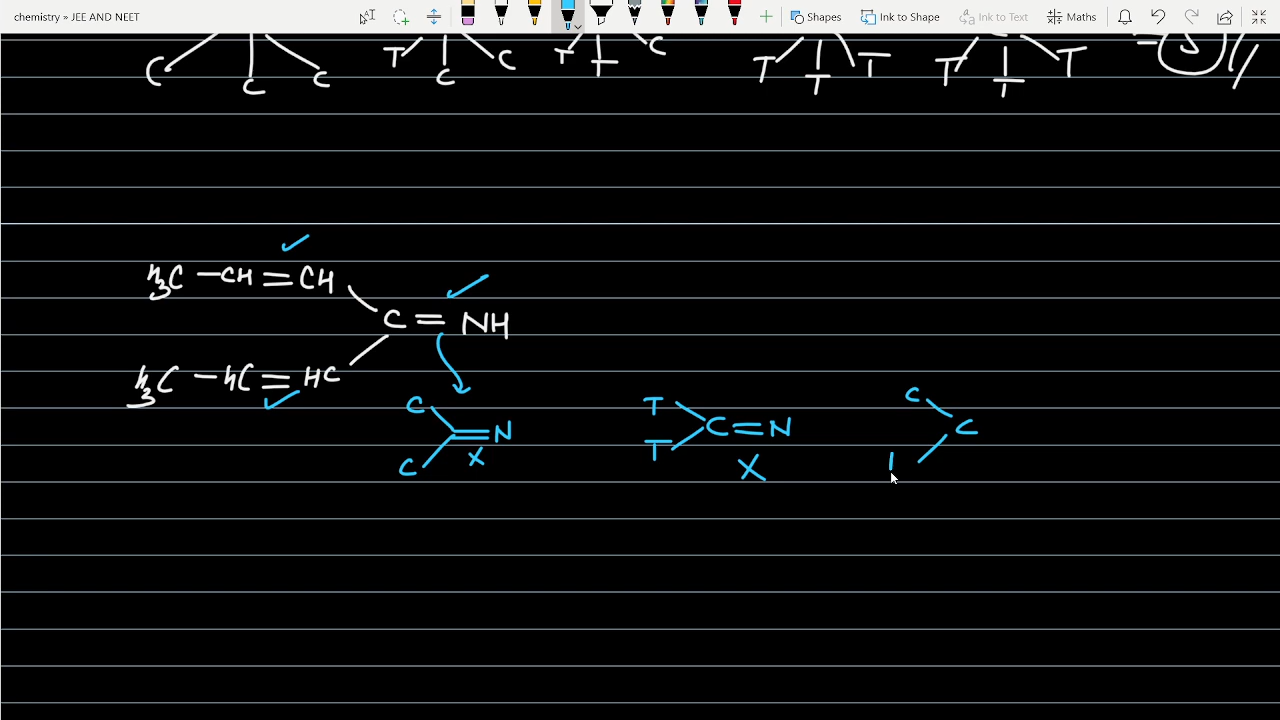 chemistry » JEE AND NEET
Shapes Ink to Shape Ink to Text Maths
T C T C T T T
C C C C T T T
H3C — CH = CH
C = NH
H3C — HC = HC
C T C
C = N
= N C
C X T X